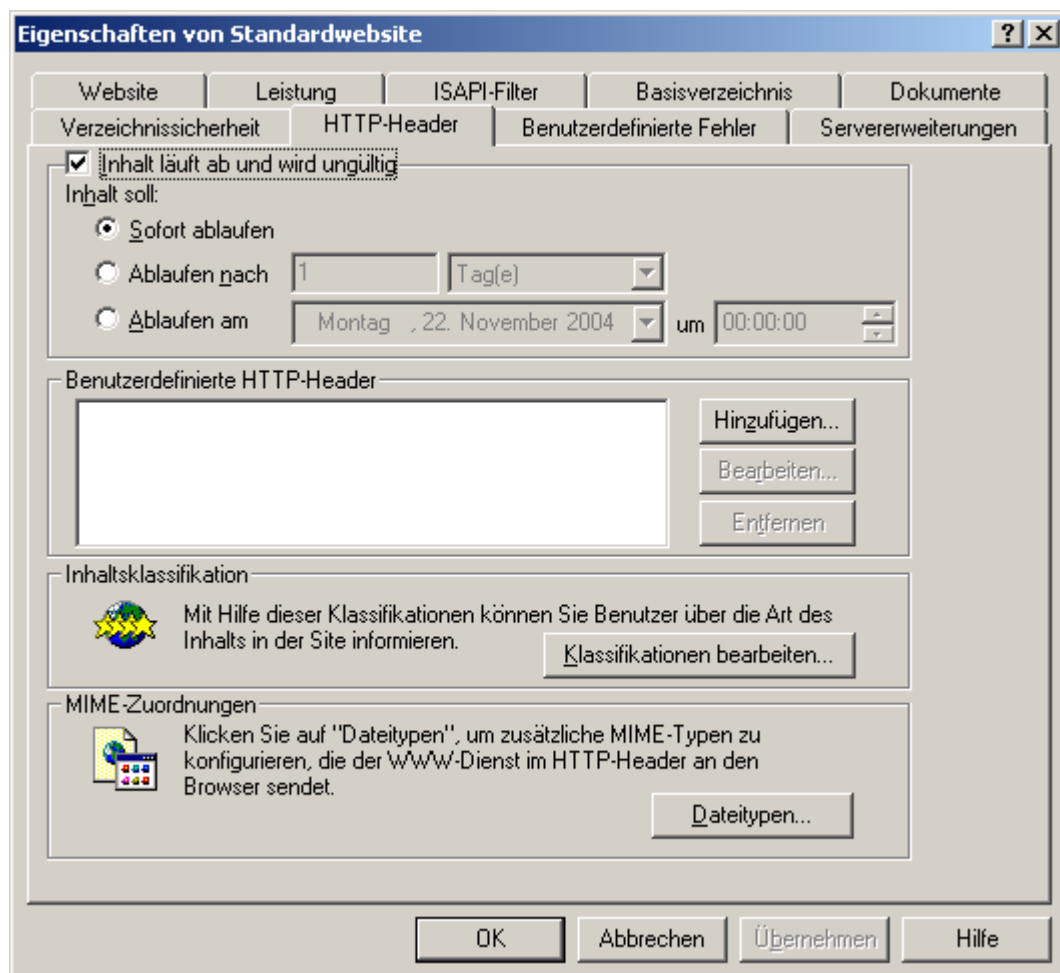 Eigenschaften von Standardwebsite
Website Leistung ISAPI-Filter Basisverzeichnis Dokumente
Verzeichnissicherheit HTTP-Header Benutzerdefinierte Fehler Servererweiterungen
Inhalt läuft ab und wird ungültig
Inhalt soll:
Sofort ablaufen
Ablaufen nach 1 Tag(e)
Ablaufen am Montag , 22. November 2004 um 00:00:00
Benutzerdefinierte HTTP-Header
Hinzufügen...
Bearbeiten...
Entfernen
Inhaltsklassifikation
Mit Hilfe dieser Klassifikationen können Sie Benutzer über die Art des
Inhalts in der Site informieren.
Klassifikationen bearbeiten...
MIME-Zuordnungen
Klicken Sie auf "Dateitypen", um zusätzliche MIME-Typen zu
konfigurieren, die der WWW-Dienst im HTTP-Header an den
Browser sendet.
Dateitypen...
OK Abbrechen Übernehmen Hilfe